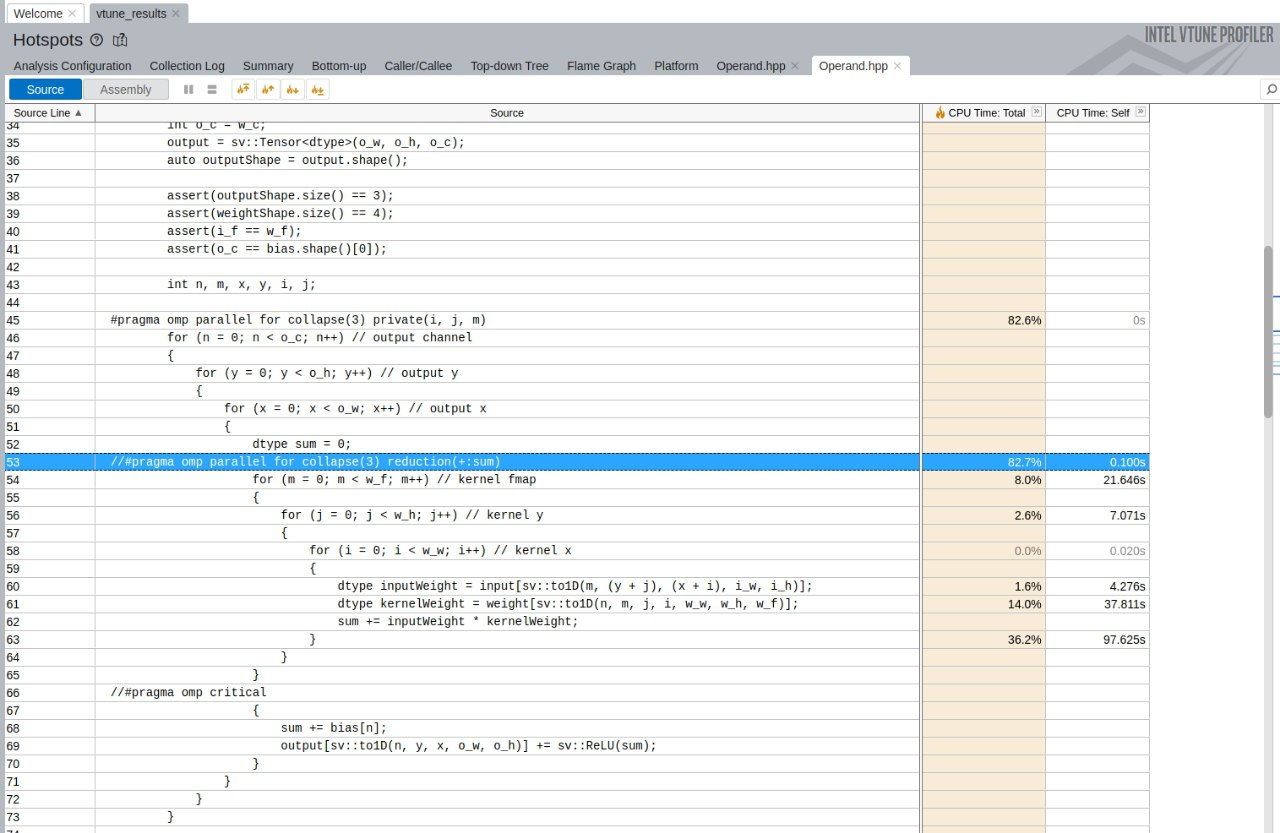 Welcome vtune_results
Hotspots
INTEL VTUNE PROFILER
Analysis Configuration Collection Log Summary Bottom-up Caller/Callee Top-down Tree Flame Graph Platform Operand.hpp Operand.hpp
Source Assembly
Source Line Source CPU Time: Total CPU Time: Self
34 int o_c = w_c;
35 output = sv::Tensor<dtype>(o_w, o_h, o_c);
36 auto outputShape = output.shape();
37
38 assert(outputShape.size() == 3);
39 assert(weightShape.size() == 4);
40 assert(i_f == w_f);
41 assert(o_c == bias.shape()[0]);
42
43 int n, m, x, y, i, j;
44
45 #pragma omp parallel for collapse(3) private(i, j, m) 82.6% 0s
46 for (n = 0; n < o_c; n++) // output channel
47 {
48 for (y = 0; y < o_h; y++) // output y
49 {
50 for (x = 0; x < o_w; x++) // output x
51 {
52 dtype sum = 0;
53 //#pragma omp parallel for collapse(3) reduction(+:sum) 82.7% 0.100s
54 for (m = 0; m < w_f; m++) // kernel fmap 8.0% 21.646s
55 {
56 for (j = 0; j < w_h; j++) // kernel y 2.6% 7.071s
57 {
58 for (i = 0; i < w_w; i++) // kernel x 0.0% 0.020s
59 {
60 dtype inputWeight = input[sv::to1D(m, (y + j), (x + i), i_w, i_h)]; 1.6% 4.276s
61 dtype kernelWeight = weight[sv::to1D(n, m, j, i, w_w, w_h, w_f)]; 14.0% 37.811s
62 sum += inputWeight * kernelWeight;
63 } 36.2% 97.625s
64 }
65 }
66 //#pragma omp critical
67 {
68 sum += bias[n];
69 output[sv::to1D(n, y, x, o_w, o_h)] += sv::ReLU(sum);
70 }
71 }
72 }
73 }